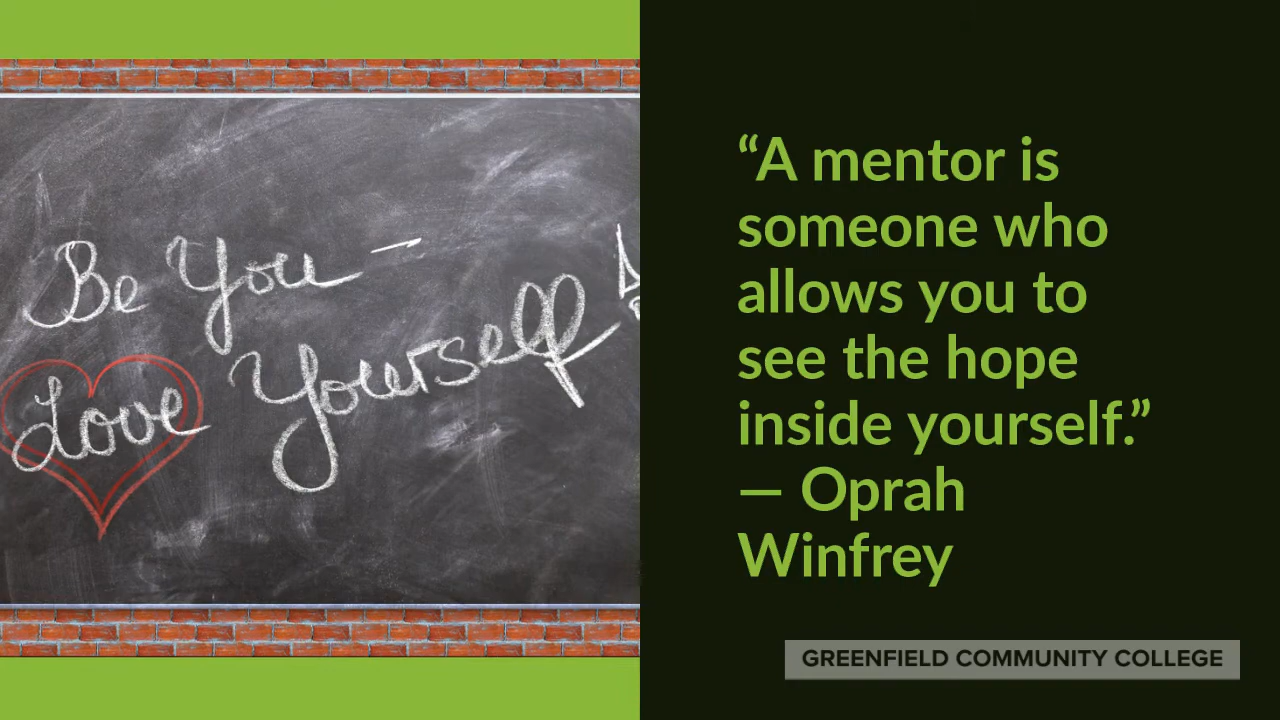 Be You –
Love Yourself
“A mentor is
someone who
allows you to
see the hope
inside yourself.”
— Oprah
Winfrey
GREENFIELD COMMUNITY COLLEGE